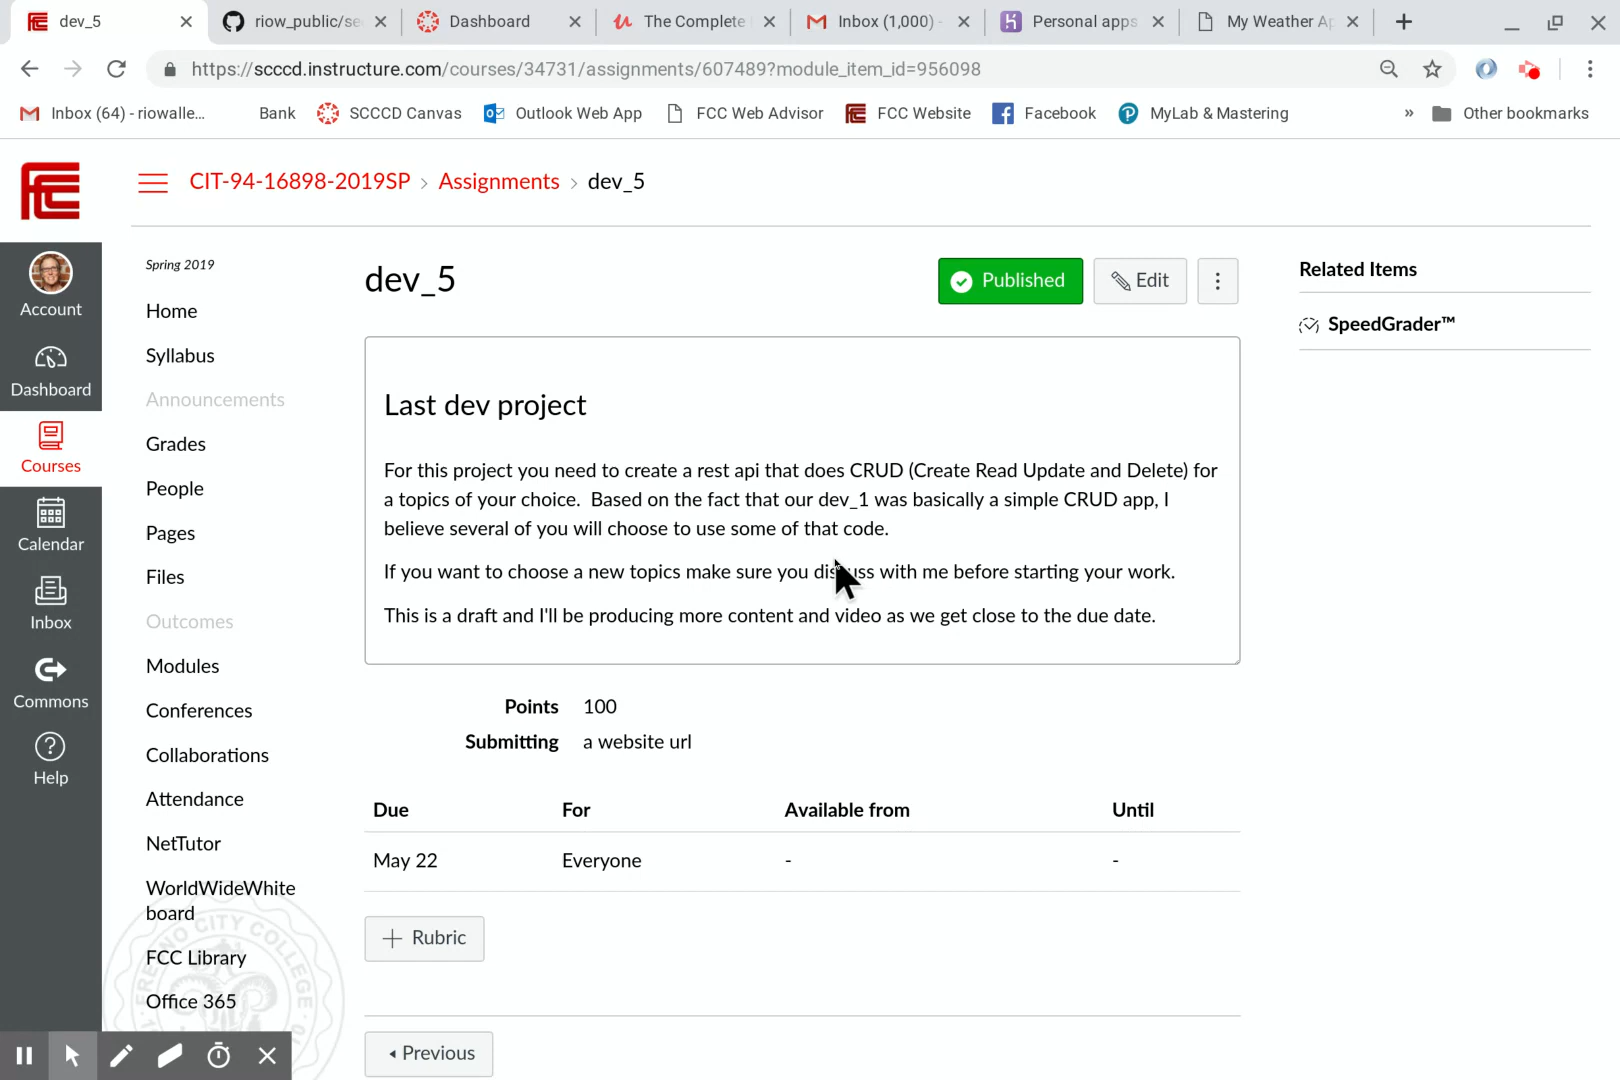 dev_5
riow_public/se
Dashboard
The Complete
Inbox (1,000) -
Personal apps
My Weather Ap
https://scccd.instructure.com/courses/34731/assignments/607489?module_item_id=956098
Inbox (64) - riowalle...
Bank
SCCCD Canvas
Outlook Web App
FCC Web Advisor
FCC Website
Facebook
MyLab & Mastering
»
Other bookmarks
CIT-94-16898-2019SP › Assignments › dev_5
Account
Dashboard
Courses
Calendar
Inbox
Commons
Help
Spring 2019
Home
Syllabus
Announcements
Grades
People
Pages
Files
Outcomes
Modules
Conferences
Collaborations
Attendance
NetTutor
WorldWideWhite
board
FCC Library
Office 365
dev_5
Published
Edit
Last dev project
For this project you need to create a rest api that does CRUD (Create Read Update and Delete) for
a topics of your choice. Based on the fact that our dev_1 was basically a simple CRUD app, I
believe several of you will choose to use some of that code.
If you want to choose a new topics make sure you discuss with me before starting your work.
This is a draft and I'll be producing more content and video as we get close to the due date.
Points 100
Submitting a website url
Due For Available from Until
May 22 Everyone - -
+ Rubric
Previous
Related Items
SpeedGrader™